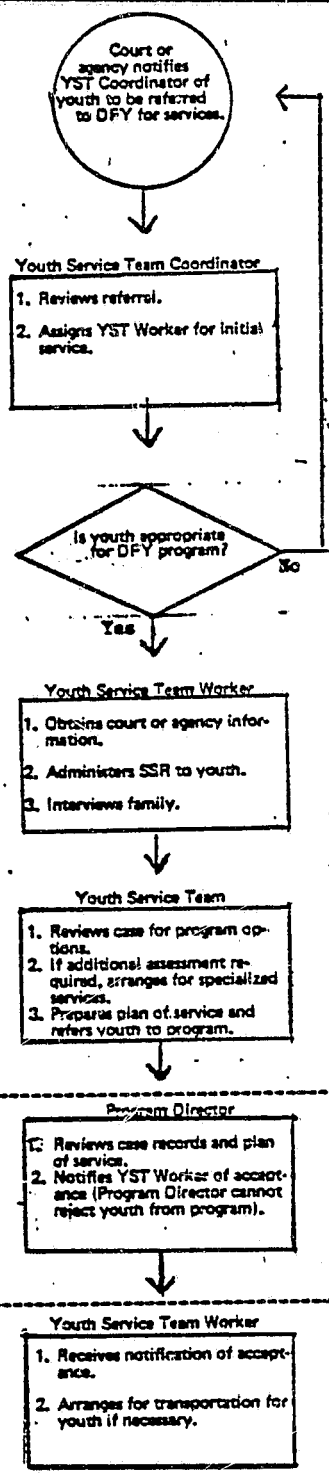 Court or
agency notifies
YST Coordinator of
youth to be referred
to DFY for services.
Youth Service Team Coordinator
1. Reviews referral.
2. Assigns YST Worker for initial
service.
Is youth appropriate
for DFY program?
No
Yes
Youth Service Team Worker
1. Obtains court or agency infor-
mation.
2. Administers SSR to youth.
3. Interviews family.
Youth Service Team
1. Reviews case for program op-
tions.
2. If additional assessment re-
quired, arranges for specialized
services.
3. Prepares plan of service and
refers youth to program.
Program Director
1. Reviews case records and plan
of service.
2. Notifies YST Worker of accept-
ance (Program Director cannot
reject youth from program).
Youth Service Team Worker
1. Receives notification of accept-
ance.
2. Arranges for transportation for
youth if necessary.